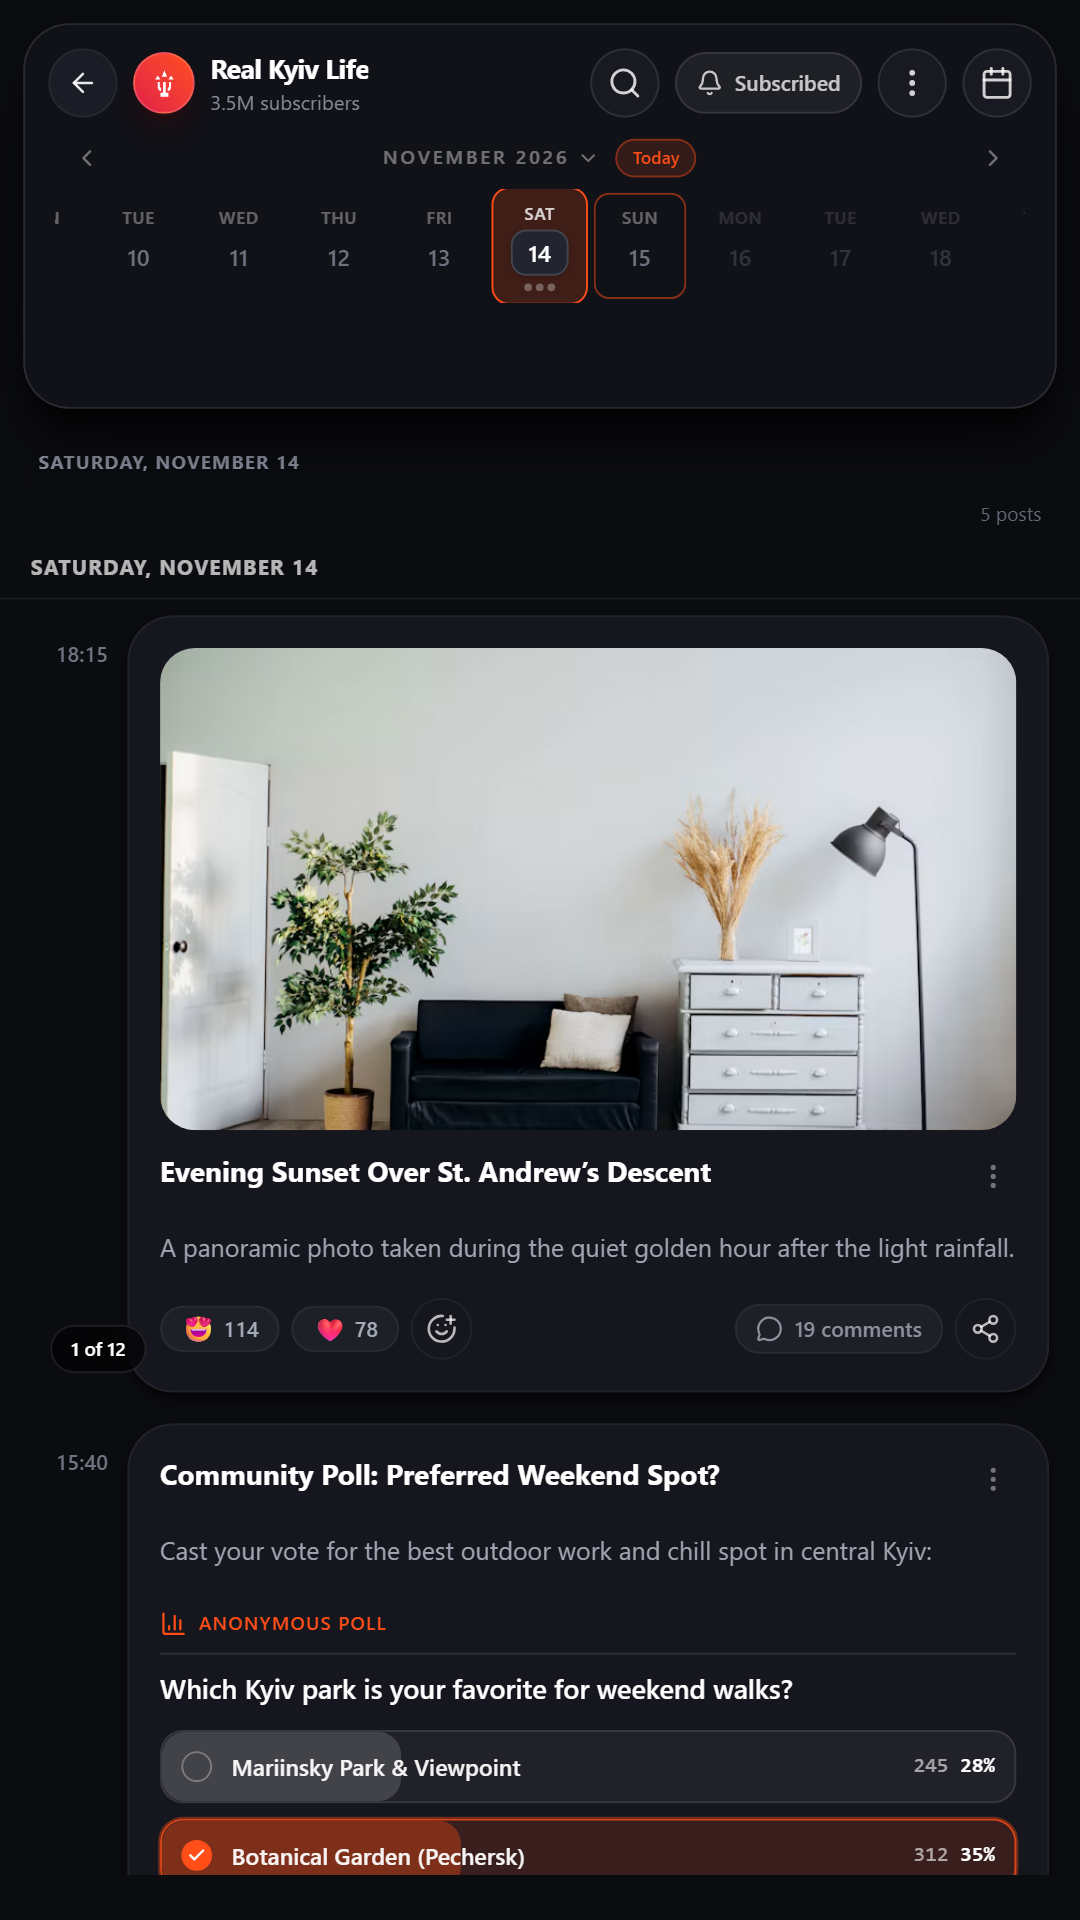 Real Kyiv Life
3.5M subscribers
Subscribed
NOVEMBER 2026
Today
TUE WED THU FRI SAT SUN MON TUE WED
10 11 12 13 14 15 16 17 18
SATURDAY, NOVEMBER 14
5 posts
SATURDAY, NOVEMBER 14
18:15
Evening Sunset Over St. Andrew’s Descent
A panoramic photo taken during the quiet golden hour after the light rainfall.
114 78 19 comments
1 of 12
15:40
Community Poll: Preferred Weekend Spot?
Cast your vote for the best outdoor work and chill spot in central Kyiv:
ANONYMOUS POLL
Which Kyiv park is your favorite for weekend walks?
Mariinsky Park & Viewpoint 245 28%
Botanical Garden (Pechersk) 312 35%